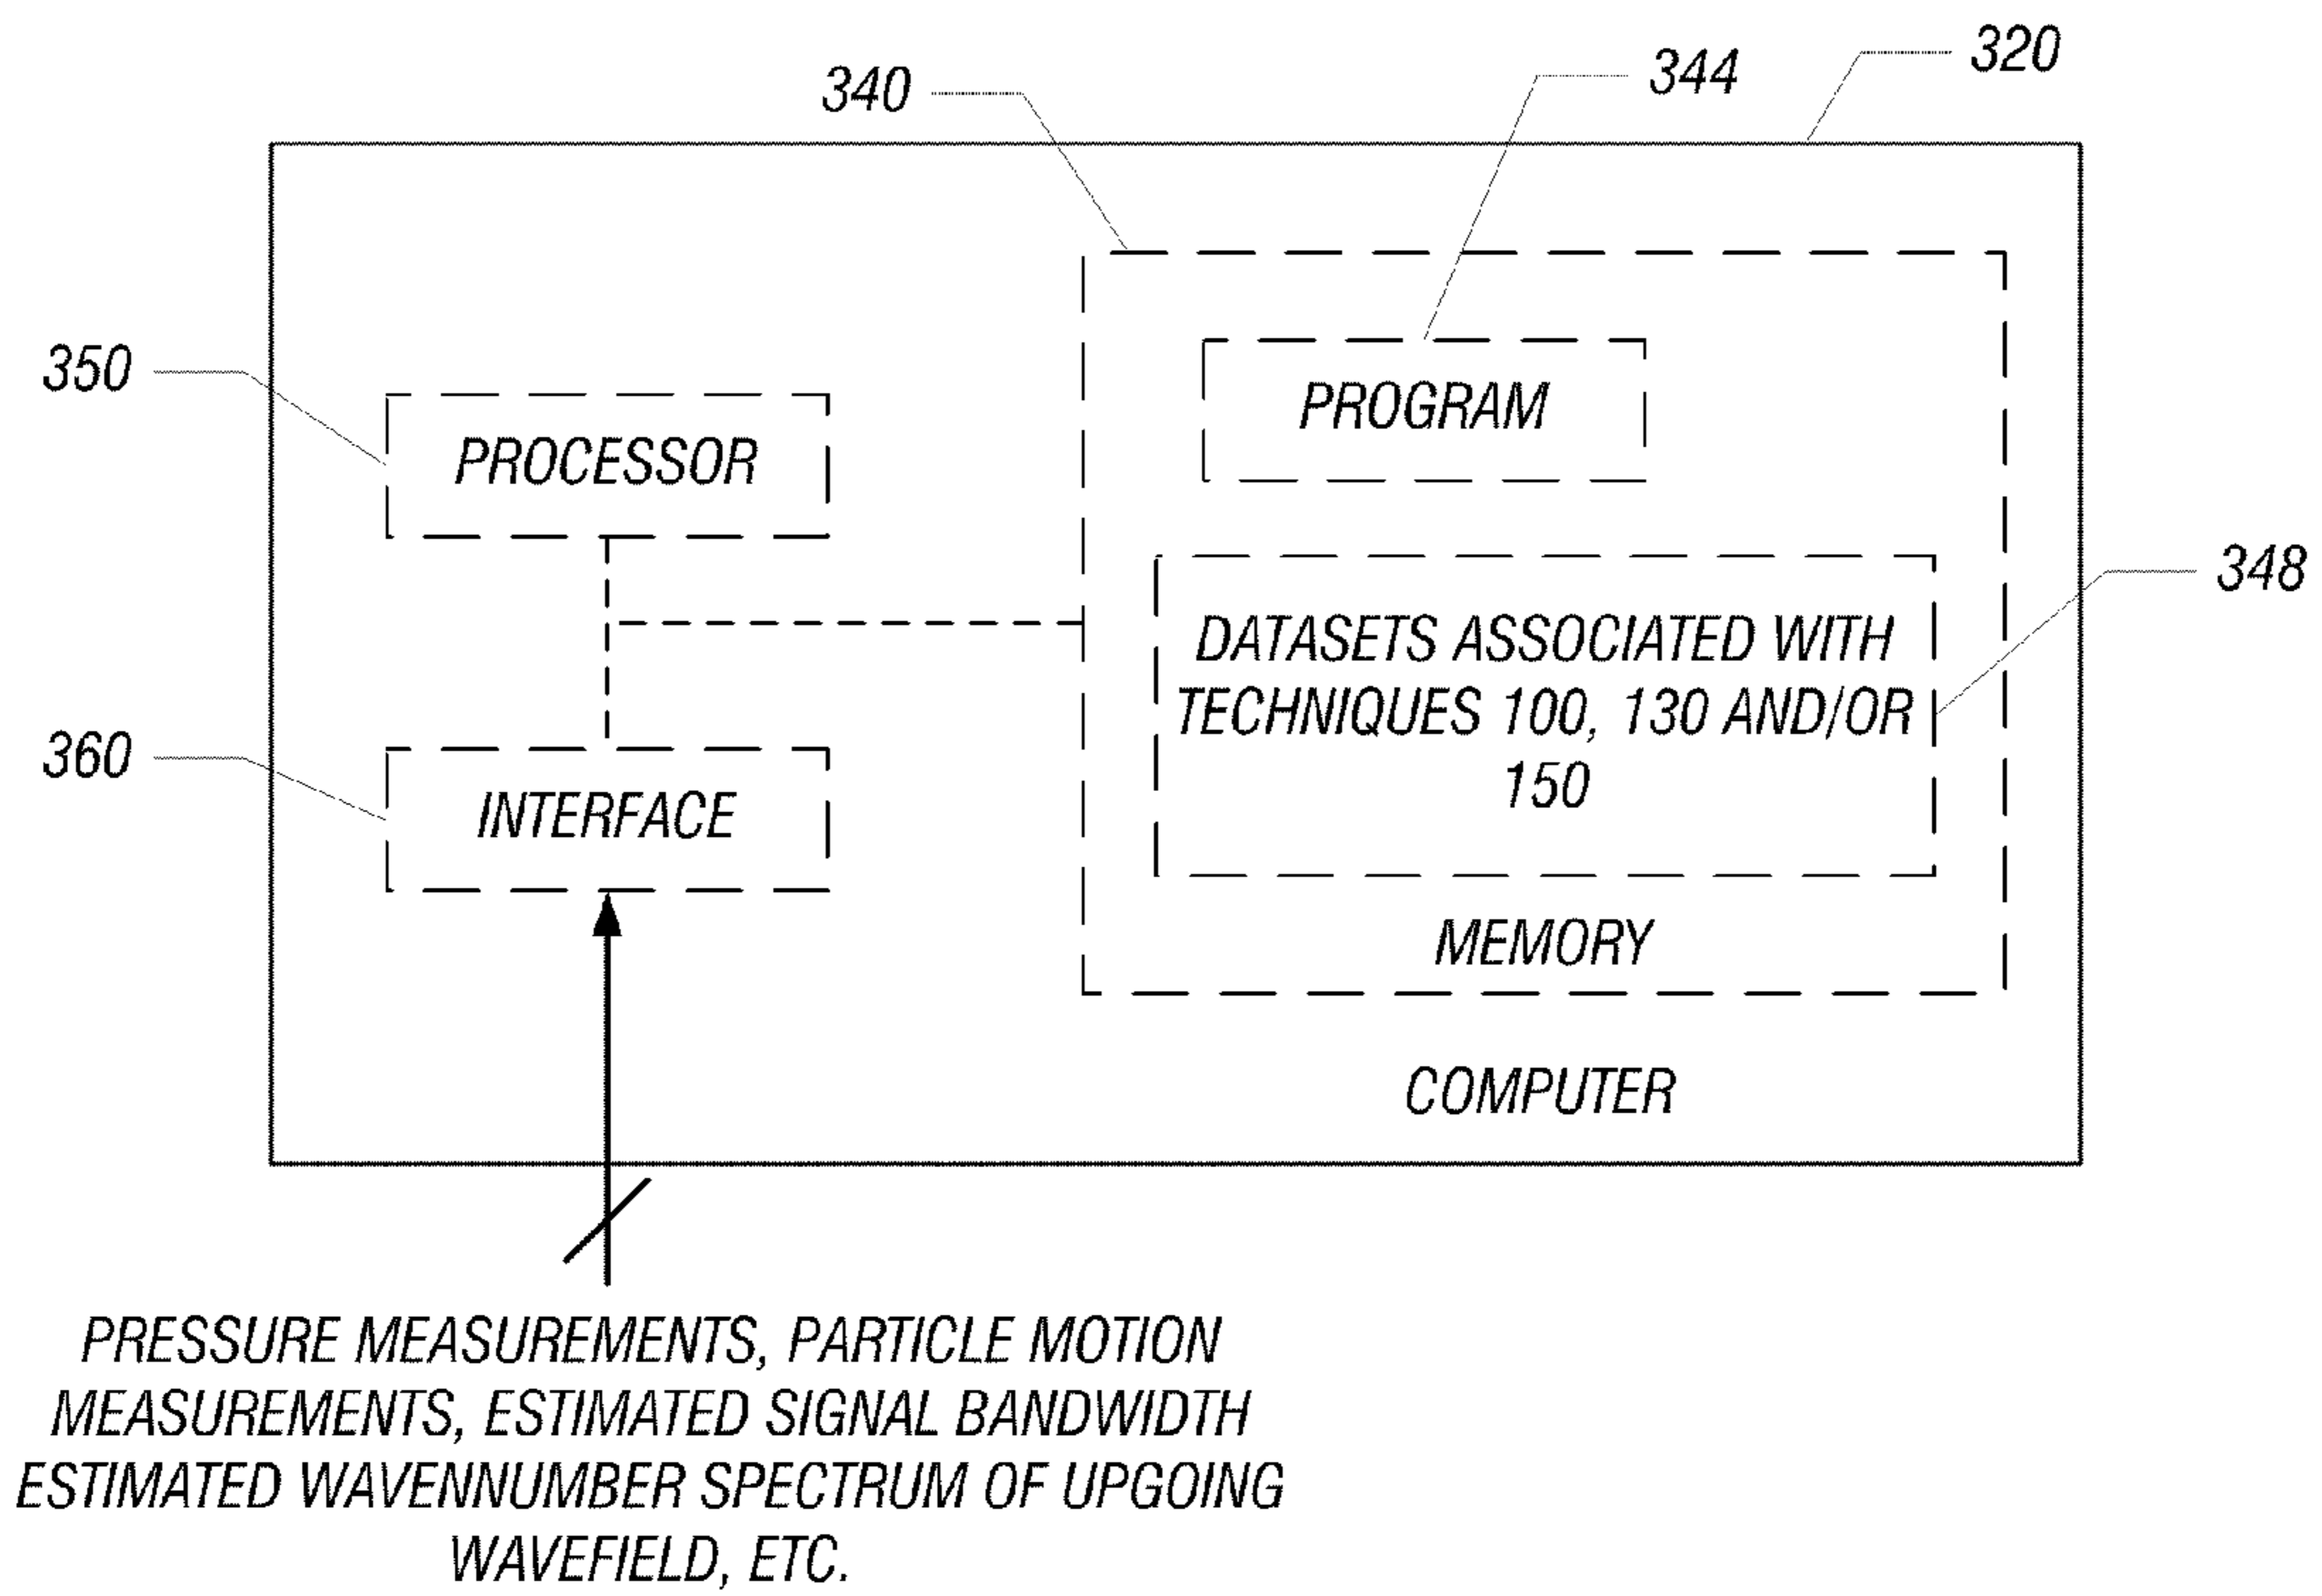 320
344
340
350
PROGRAM
PROCESSOR
348
DATASETS ASSOCIATED WITH
TECHNIQUES 100, 130 AND/OR
150
360
INTERFACE
MEMORY
COMPUTER
PRESSURE MEASUREMENTS, PARTICLE MOTION
MEASUREMENTS, ESTIMATED SIGNAL BANDWIDTH
ESTIMATED WAVENNUMBER SPECTRUM OF UPGOING
WAVEFIELD, ETC.